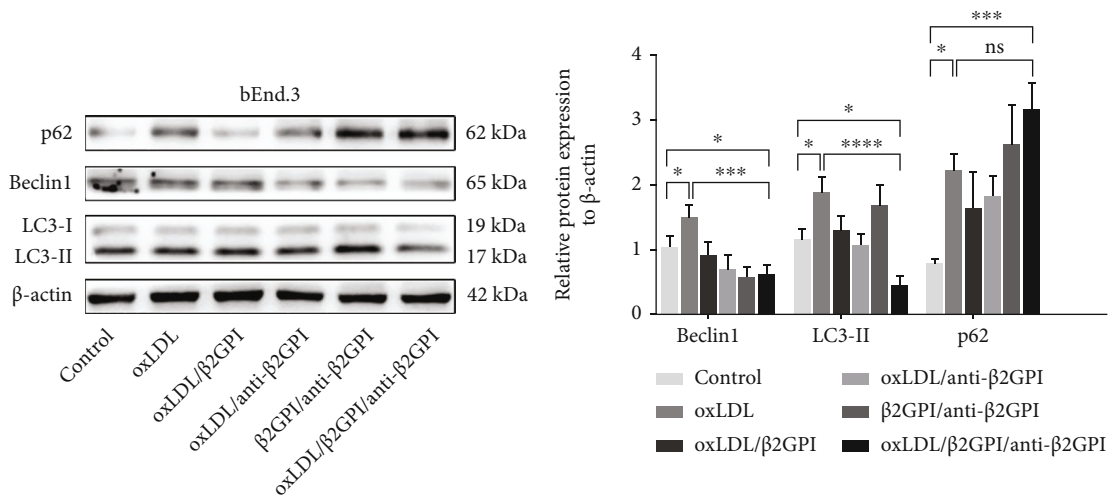 bEnd.3
p62
62 kDa
Beclin1
65 kDa
LC3-I
19 kDa
LC3-II
17 kDa
β-actin
42 kDa
Control
oxLDL
oxLDL/β2GPI
oxLDL/anti-β2GPI
β2GPI/anti-β2GPI
oxLDL/β2GPI/anti-β2GPI
Relative protein expression
to β-actin
4
3
2
1
0
*
*
***
*
*
****
***
*
ns
Beclin1
LC3-II
p62
Control
oxLDL
oxLDL/β2GPI
oxLDL/anti-β2GPI
β2GPI/anti-β2GPI
oxLDL/β2GPI/anti-β2GPI